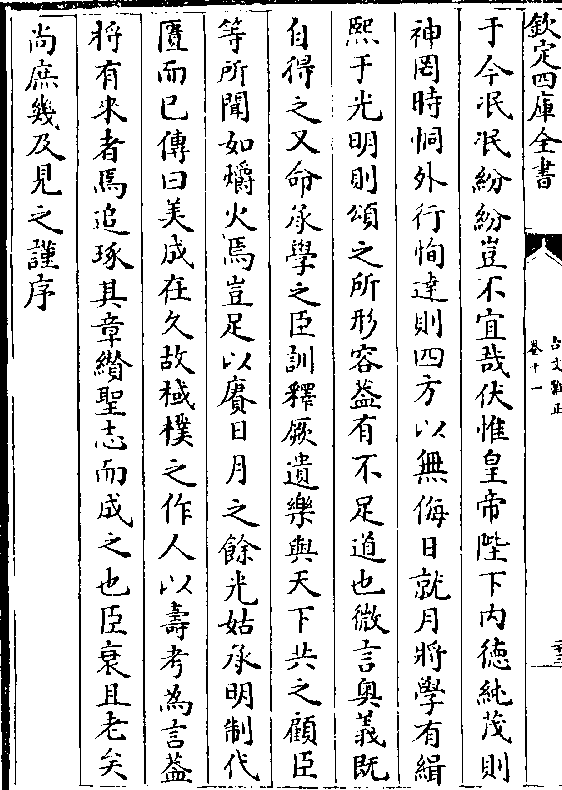 欽定四庫全書
古文雅正
卷十一
于今泯泯紛紛豈不宜哉伏惟皇帝陛下內徳純茂則
神罔時恫外行恂達則四方以無侮日就月將學有緝
熙于光明則頌之所形容葢有不足道也微言奥義既
自得之又命承學之臣訓釋厥遺樂與天下共之顧臣
等所聞如爝火焉豈足以賡日月之餘光姑承明制代
匱而已傳曰美成在久故棫樸之作人以壽考為言葢
將有來者焉追琢其章纘聖志而成之也臣衰且老矣
尚庶幾及見之謹序